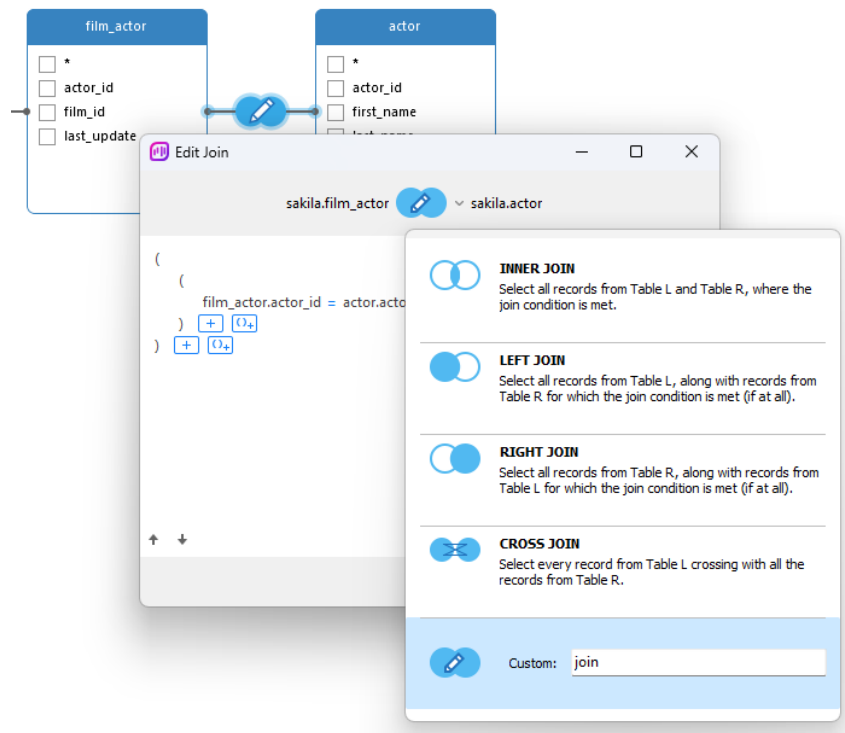 film_actor
actor
*
actor_id
film_id
last_update
*
actor_id
first_name
last_name
Edit Join
sakila.film_actor
sakila.actor
(
(
film_actor.actor_id = actor.acto
) + ()+
) + ()+
INNER JOIN
Select all records from Table L and Table R, where the
join condition is met.
LEFT JOIN
Select all records from Table L, along with records from
Table R for which the join condition is met (if at all).
RIGHT JOIN
Select all records from Table R, along with records from
Table L for which the join condition is met (if at all).
CROSS JOIN
Select every record from Table L crossing with all the
records from Table R.
Custom: join